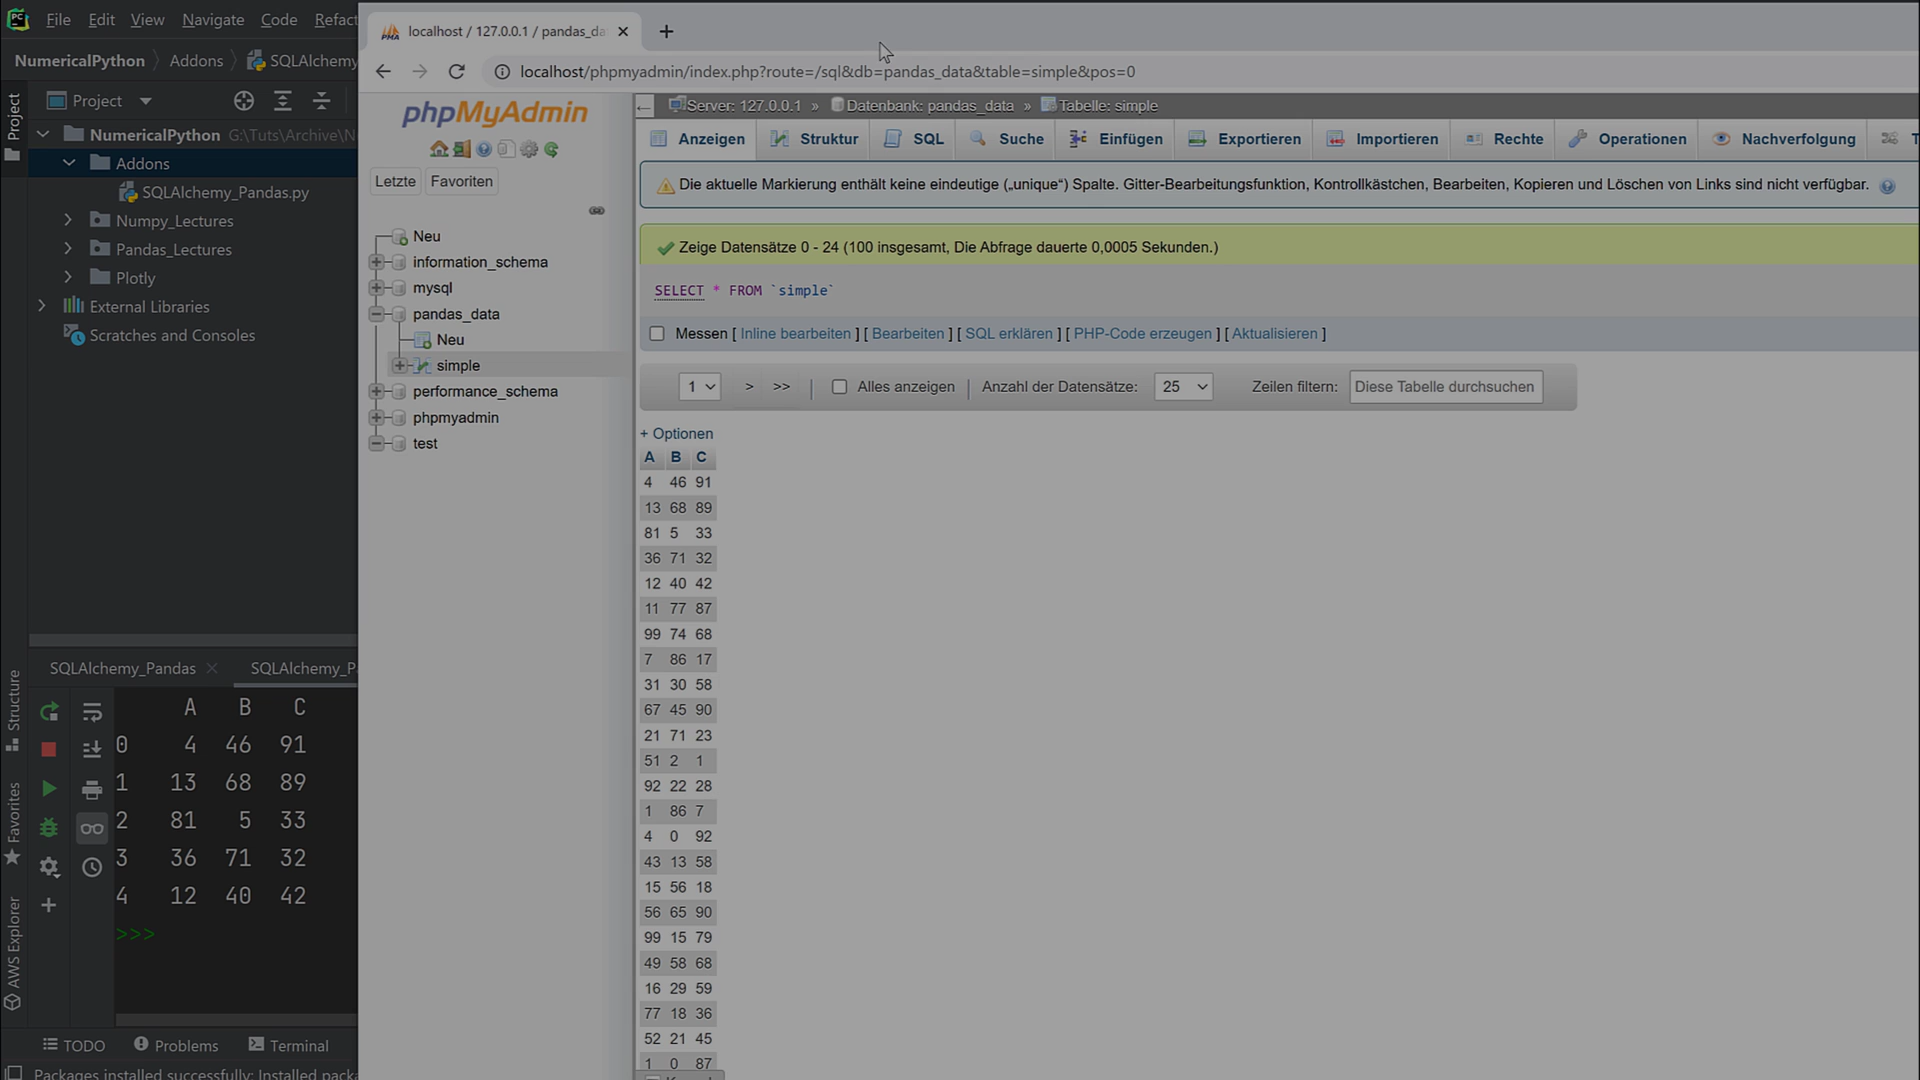 File Edit View Navigate Code Refact
NumericalPython Addons SQLAlchemy
Project
NumericalPython G:\Tuts\Archive\N
Addons
SQLAlchemy_Pandas.py
Numpy_Lectures
Pandas_Lectures
Plotly
External Libraries
Scratches and Consoles
Project
Structure
Favorites
AWS Explorer
SQLAlchemy_Pandas SQLAlchemy_P
A B C
0 4 46 91
1 13 68 89
2 81 5 33
3 36 71 32
4 12 40 42
>>>
TODO Problems Terminal
Packages installed successfully: Installed pack
localhost / 127.0.0.1 / pandas_da
localhost/phpmyadmin/index.php?route=/sql&db=pandas_data&table=simple&pos=0
phpMyAdmin
Letzte Favoriten
Neu
information_schema
mysql
pandas_data
Neu
simple
performance_schema
phpmyadmin
test
Server: 127.0.0.1 » Datenbank: pandas_data » Tabelle: simple
Anzeigen Struktur SQL Suche Einfügen Exportieren Importieren Rechte Operationen Nachverfolgung T
Die aktuelle Markierung enthält keine eindeutige („unique“) Spalte. Gitter-Bearbeitungsfunktion, Kontrollkästchen, Bearbeiten, Kopieren und Löschen von Links sind nicht verfügbar.
Zeige Datensätze 0 - 24 (100 insgesamt, Die Abfrage dauerte 0,0005 Sekunden.)
SELECT * FROM `simple`
Messen [ Inline bearbeiten ] [ Bearbeiten ] [ SQL erklären ] [ PHP-Code erzeugen ] [ Aktualisieren ]
1 > >> | Alles anzeigen | Anzahl der Datensätze: 25 Zeilen filtern: Diese Tabelle durchsuchen
+ Optionen
A B C
4 46 91
13 68 89
81 5 33
36 71 32
12 40 42
11 77 87
99 74 68
7 86 17
31 30 58
67 45 90
21 71 23
51 2 1
92 22 28
1 86 7
4 0 92
43 13 58
15 56 18
56 65 90
99 15 79
49 58 68
16 29 59
77 18 36
52 21 45
1 0 87